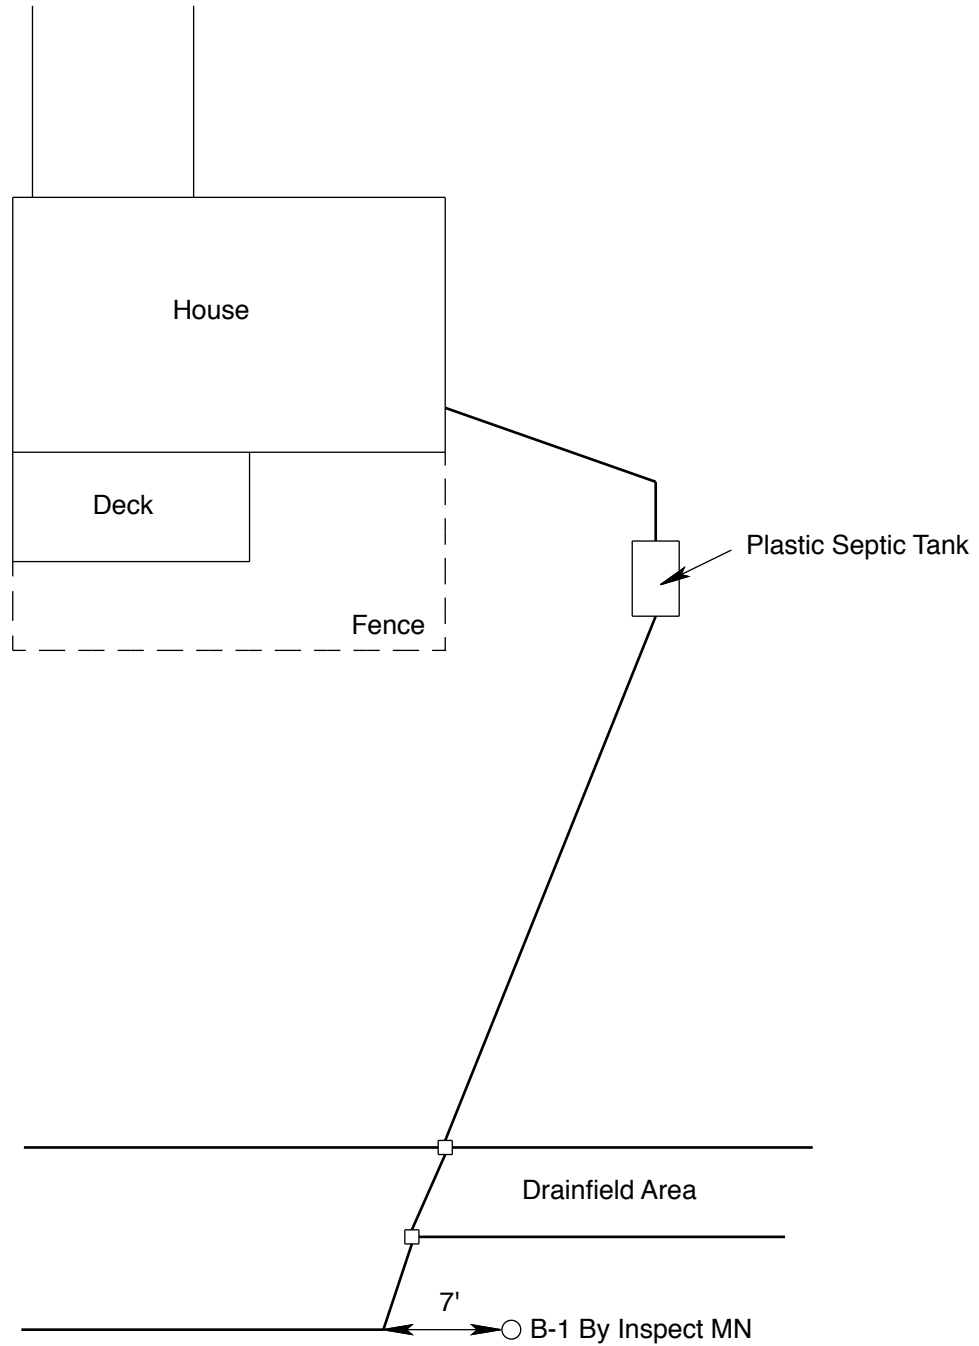 House
Deck
Plastic Septic Tank
Fence
Drainfield Area
7'
B-1 By Inspect MN